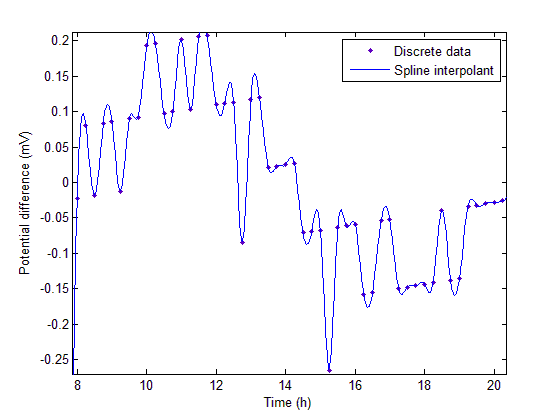 Discrete data
Spline interpolant
0.2
0.15
0.1
0.05
0
-0.05
-0.1
-0.15
-0.2
-0.25
Potential difference (mV)
8 10 12 14 16 18 20
Time (h)